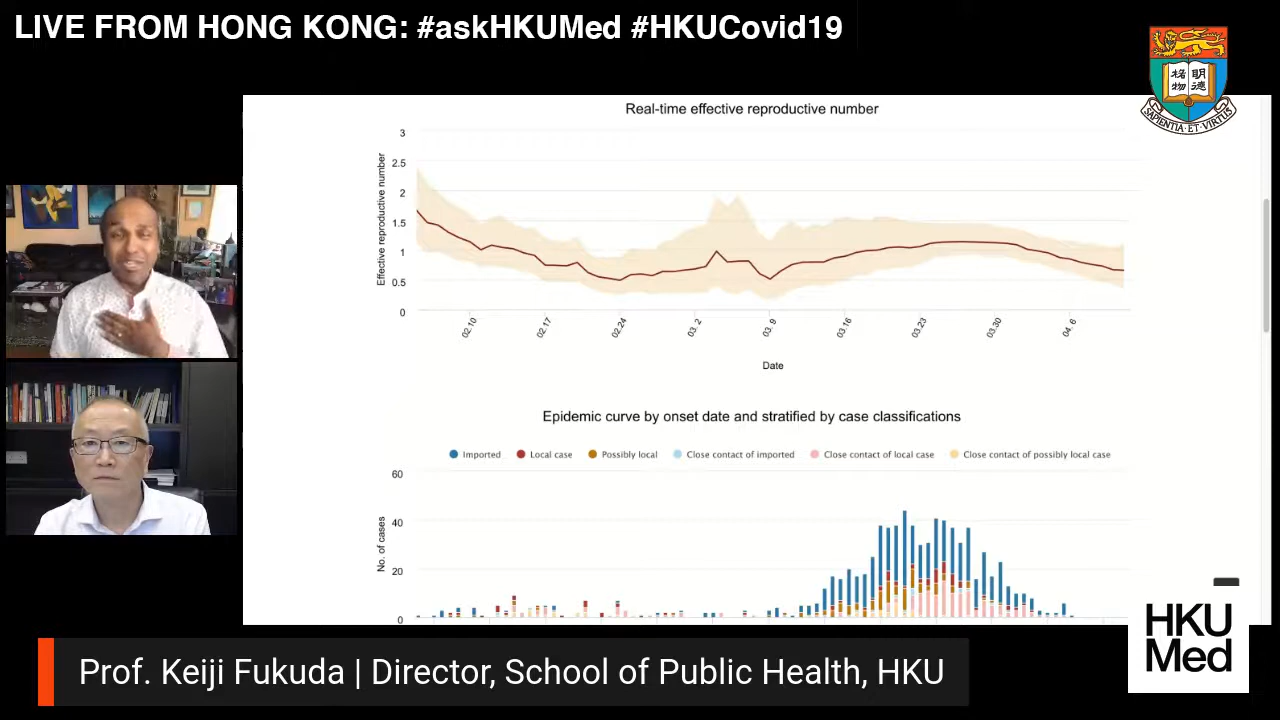 LIVE FROM HONG KONG: #askHKUMed #HKUCovid19
格物
明德
SAPIENTIA·ET·VIRTUS
Real-time effective reproductive number
Effective reproductive number
3
2.5
2
1.5
1
0.5
0
02.10
02.17
02.24
03. 2
03. 9
03.16
03.23
03.30
04. 6
Date
Epidemic curve by onset date and stratified by case classifications
Imported
Local case
Possibly local
Close contact of imported
Close contact of local case
Close contact of possibly local case
No. of cases
60
40
20
0
Prof. Keiji Fukuda | Director, School of Public Health, HKU
HKU
Med